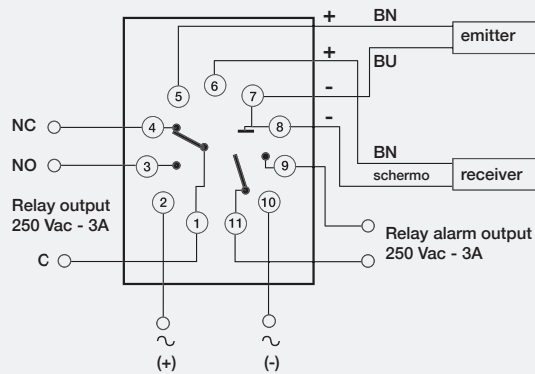 + BN
emitter
+
BU
6
5
7
-
-
NC
4
8
NO
3
9
BN
schermo
receiver
Relay output
250 Vac - 3A
2
1
11
10
Relay alarm output
250 Vac - 3A
C
(+)
(-)